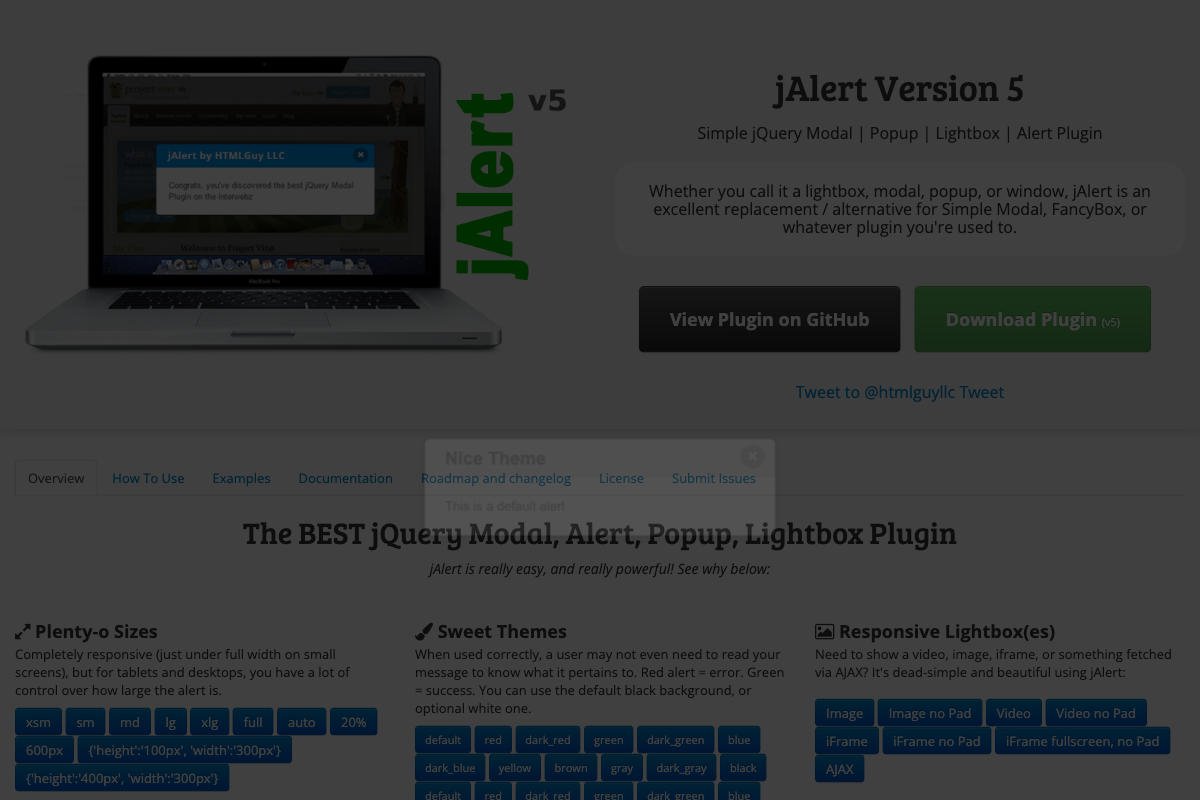 jAlert by HTMLGuy LLC
Congrats, you've discovered the best jQuery Modal
Plugin on the interwebz
Welcome to Project Vino
MacBook Pro
jAlert
v5
jAlert Version 5
Simple jQuery Modal | Popup | Lightbox | Alert Plugin
Whether you call it a lightbox, modal, popup, or window, jAlert is an
excellent replacement / alternative for Simple Modal, FancyBox, or
whatever plugin you're used to.
View Plugin on GitHub
Download Plugin (v5)
Tweet to @htmlguyllc Tweet
Nice Theme
This is a default alert
Overview
How To Use
Examples
Documentation
Roadmap and changelog
License
Submit Issues
The BEST jQuery Modal, Alert, Popup, Lightbox Plugin
jAlert is really easy, and really powerful! See why below:
Plenty-o Sizes
Completely responsive (just under full width on small
screens), but for tablets and desktops, you have a lot of
control over how large the alert is.
xsm sm md lg xlg full auto 20%
600px {'height':'100px', 'width':'300px'}
{'height':'400px', 'width':'300px'}
Sweet Themes
When used correctly, a user may not even need to read your
message to know what it pertains to. Red alert = error. Green
= success. You can use the default black background, or
optional white one.
default red dark_red green dark_green blue
dark_blue yellow brown gray dark_gray black
default red dark_red green dark_green blue
Responsive Lightbox(es)
Need to show a video, image, iframe, or something fetched
via AJAX? It's dead-simple and beautiful using jAlert:
Image Image no Pad Video Video no Pad
iFrame iFrame no Pad iFrame fullscreen, no Pad
AJAX